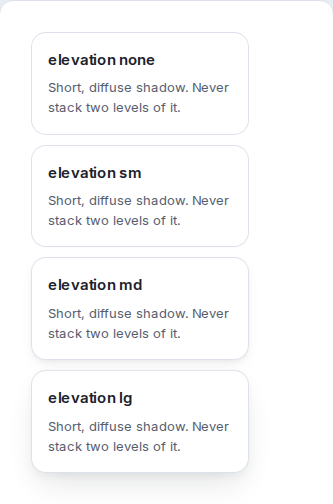 elevation none
Short, diffuse shadow. Never
stack two levels of it.
elevation sm
Short, diffuse shadow. Never
stack two levels of it.
elevation md
Short, diffuse shadow. Never
stack two levels of it.
elevation lg
Short, diffuse shadow. Never
stack two levels of it.